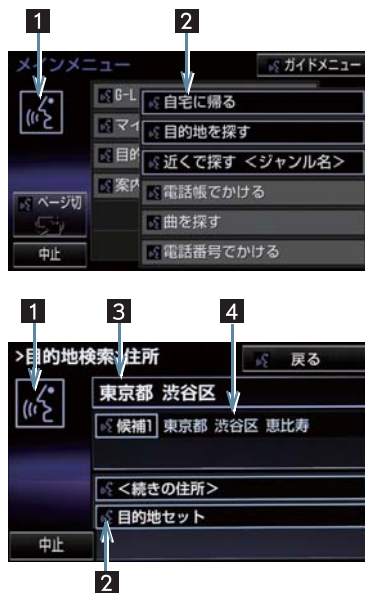 1 2
メインメニュー ガイドメニュー
G-L
自宅に帰る
マイ
目的地を探す
目的
近くで探す <ジャンル名>
案内
電話帳でかける
ページ切
曲を探す
中止
電話番号でかける
1 3 4
>目的地検索:住所 戻る
東京都 渋谷区
候補1 東京都 渋谷区 恵比寿
<続きの住所>
目的地セット
中止
2